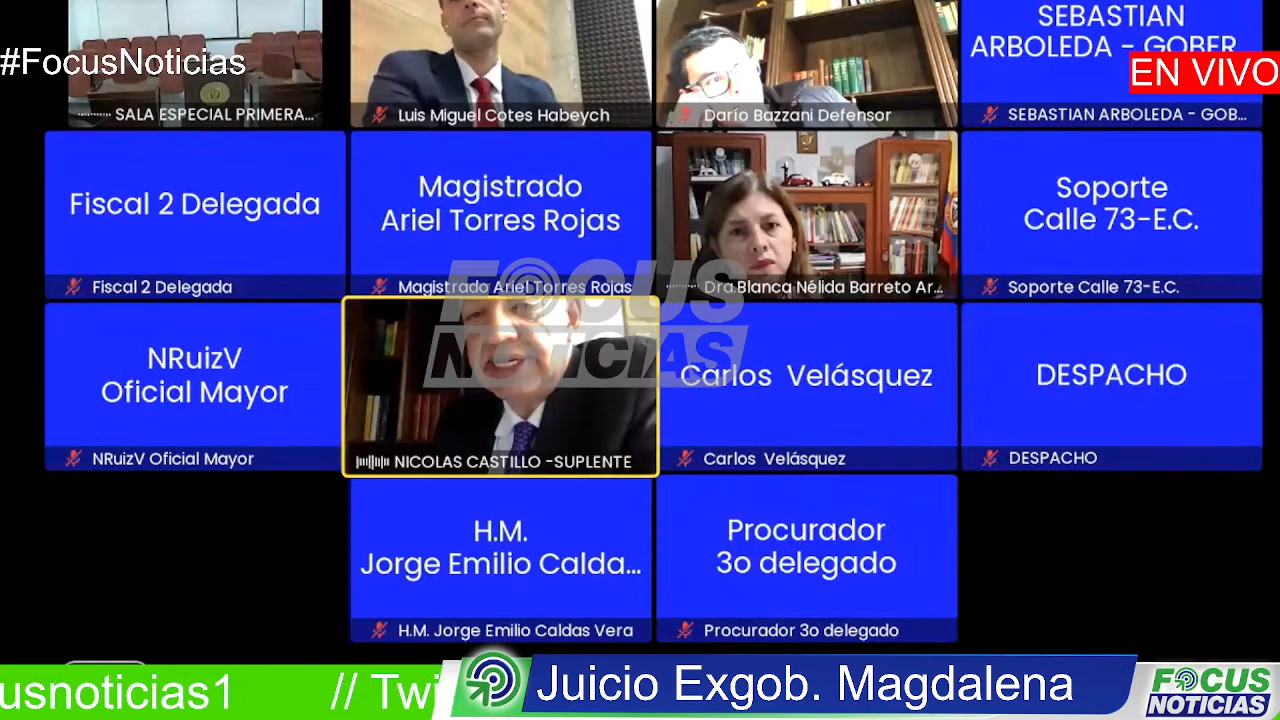 #FocusNoticias
SALA ESPECIAL PRIMERA...
Luis Miguel Cotes Habeych
Darío Bazzani Defensor
SEBASTIAN
ARBOLEDA - GOBER
EN VIVO
SEBASTIAN ARBOLEDA - GOB...
Fiscal 2 Delegada
Fiscal 2 Delegada
Magistrado
Ariel Torres Rojas
Magistrado Ariel Torres Rojas
Dra.Blanca Nélida Barreto Ar...
Soporte
Calle 73-E.C.
Soporte Calle 73-E.C.
FOCUS
NOTICIAS
NRuizV
Oficial Mayor
NRuizV Oficial Mayor
NICOLAS CASTILLO -SUPLENTE
Carlos Velásquez
Carlos Velásquez
DESPACHO
DESPACHO
H.M.
Jorge Emilio Calda...
H.M. Jorge Emilio Caldas Vera
Procurador
3o delegado
Procurador 3o delegado
usnoticias1 // Twi
Juicio Exgob. Magdalena
FOCUS
NOTICIAS